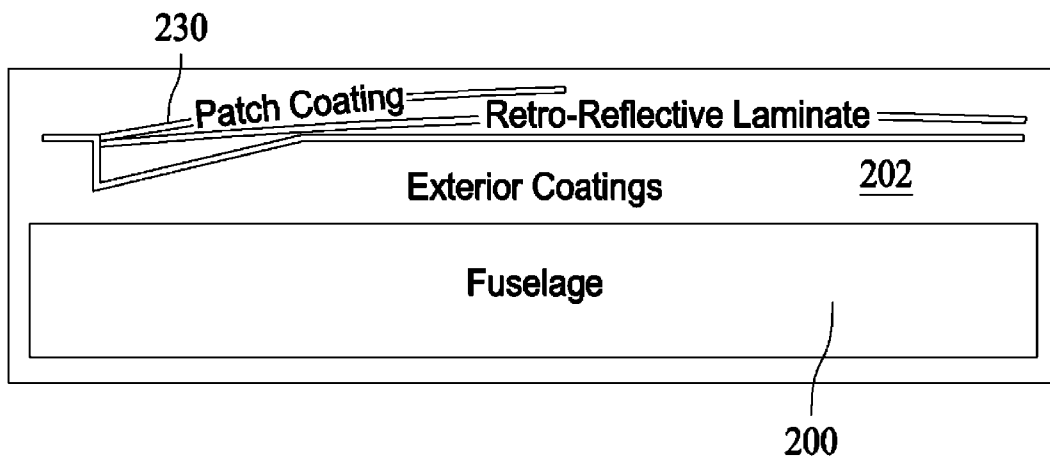 230
Patch Coating
Retro-Reflective Laminate
Exterior Coatings
202
Fuselage
200